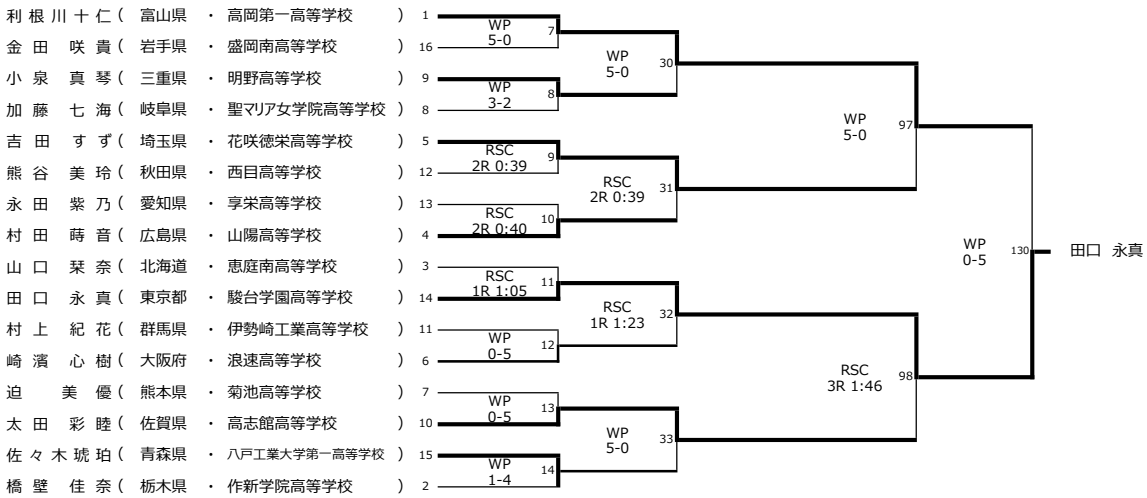 利根川十仁 ( 富山県 ・ 高岡第一高等学校 ) 1
金田 咲貴 ( 岩手県 ・ 盛岡南高等学校 ) 16
小泉 真琴 ( 三重県 ・ 明野高等学校 ) 9
加藤 七海 ( 岐阜県 ・ 聖マリア女学院高等学校 ) 8
吉田 すず ( 埼玉県 ・ 花咲徳栄高等学校 ) 5
熊谷 美玲 ( 秋田県 ・ 西目高等学校 ) 12
永田 紫乃 ( 愛知県 ・ 享栄高等学校 ) 13
村田 蒔音 ( 広島県 ・ 山陽高等学校 ) 4
山口 栞奈 ( 北海道 ・ 恵庭南高等学校 ) 3
田口 永真 ( 東京都 ・ 駿台学園高等学校 ) 14
村上 紀花 ( 群馬県 ・ 伊勢崎工業高等学校 ) 11
崎濱 心樹 ( 大阪府 ・ 浪速高等学校 ) 6
迫 美優 ( 熊本県 ・ 菊池高等学校 ) 7
太田 彩睦 ( 佐賀県 ・ 高志館高等学校 ) 10
佐々木琥珀 ( 青森県 ・ 八戸工業大学第一高等学校 ) 15
橋壁 佳奈 ( 栃木県 ・ 作新学院高等学校 ) 2
WP
5-0
7
WP
3-2
8
RSC
2R 0:39
9
RSC
2R 0:40
10
RSC
1R 1:05
11
WP
0-5
12
WP
0-5
13
WP
1-4
14
WP
5-0
30
RSC
2R 0:39
31
RSC
1R 1:23
32
WP
5-0
33
WP
5-0
97
RSC
3R 1:46
98
WP
0-5
130
田口 永真